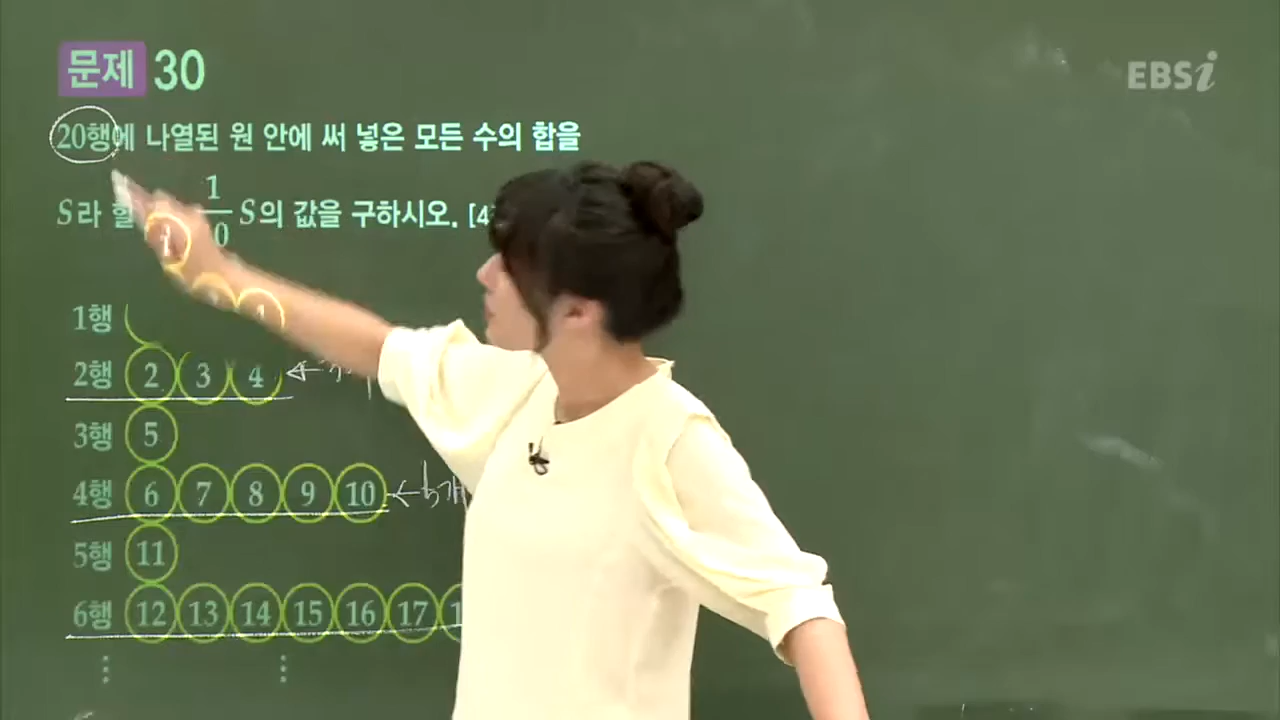 문제 30
EBSi
20행에 나열된 원 안에 써 넣은 모든 수의 합을
S라 할 1 S의 값을 구하시오. [4
1행
2행 2 3 4 ←
3행 5
4행 6 7 8 9 10 ← 5개
5행 11
6행 12 13 14 15 16 17
⋮ ⋮